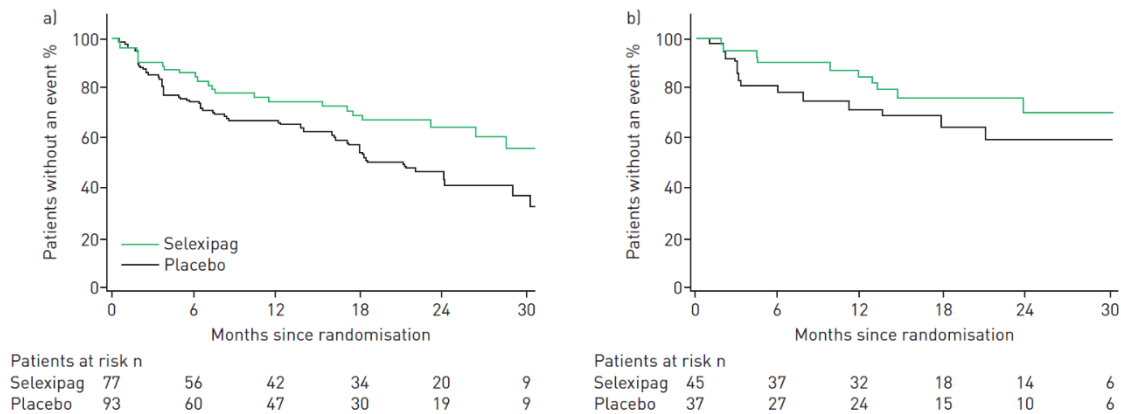 a)
Patients without an event %
100
80
60
40
20
0
Selexipag
Placebo
0 6 12 18 24 30
Months since randomisation
Patients at risk n
Selexipag 77 56 42 34 20 9
Placebo 93 60 47 30 19 9
b)
Patients without an event %
100
80
60
40
20
0
0 6 12 18 24 30
Months since randomisation
Patients at risk n
Selexipag 45 37 32 18 14 6
Placebo 37 27 24 15 10 6